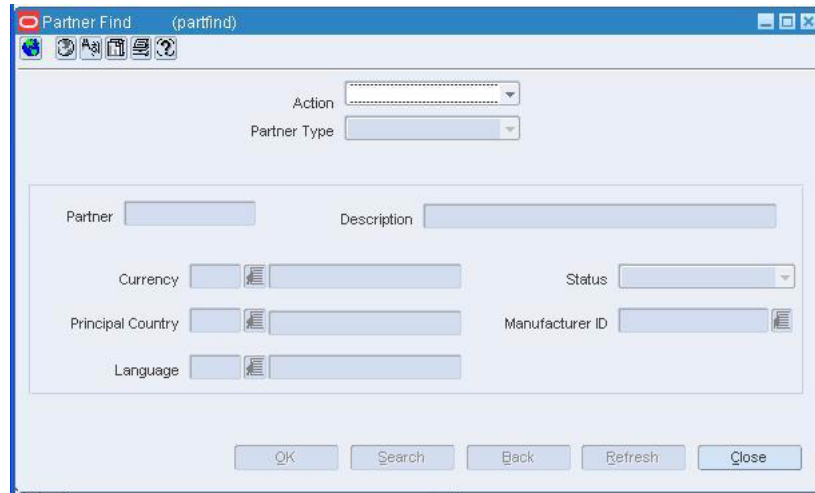 Partner Find (partfind)
Action
Partner Type
Partner Description
Currency Status
Principal Country Manufacturer ID
Language
OK Search Back Refresh Close